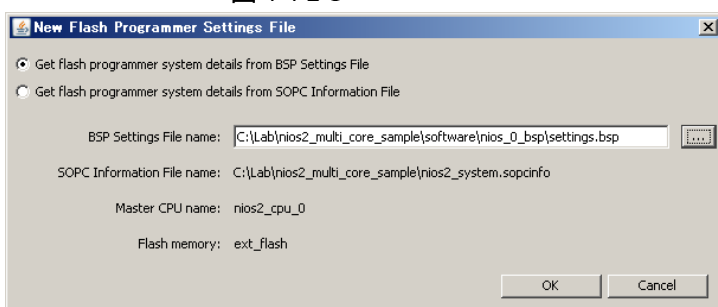 New Flash Programmer Settings File
Get flash programmer system details from BSP Settings File
Get flash programmer system details from SOPC Information File
BSP Settings File name: C:\Lab\nios2_multi_core_sample\software\nios_0_bsp\settings.bsp ...
SOPC Information File name: C:\Lab\nios2_multi_core_sample\nios2_system.sopcinfo
Master CPU name: nios2_cpu_0
Flash memory: ext_flash
OK Cancel